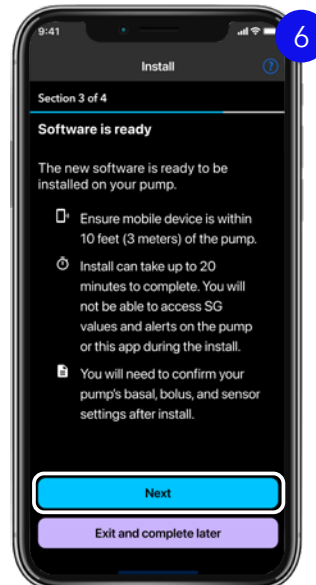 9:41
6
Install
?
Section 3 of 4
Software is ready
The new software is ready to be
installed on your pump.
Ensure mobile device is within
10 feet (3 meters) of the pump.
Install can take up to 20
minutes to complete. You will
not be able to access SG
values and alerts on the pump
or this app during the install.
You will need to confirm your
pump's basal, bolus, and sensor
settings after install.
Next
Exit and complete later